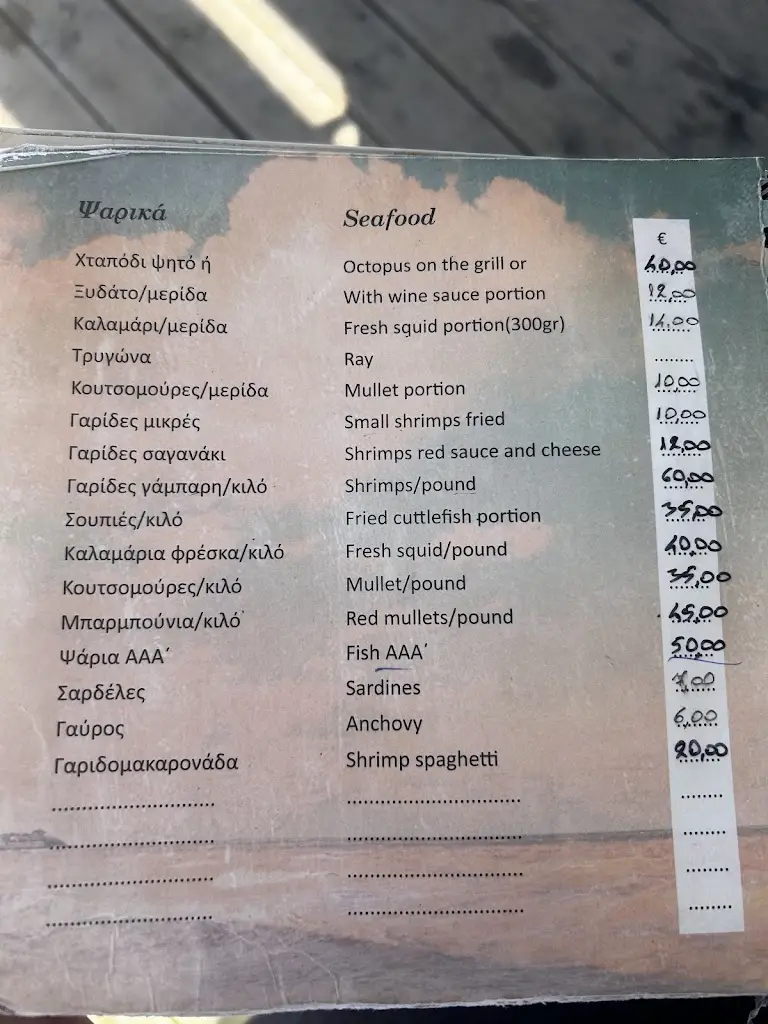 Ψαρικά Seafood €
Χταπόδι ψητό ή Octopus on the grill or 40,00
Ξυδάτο/μερίδα With wine sauce portion 12,00
Καλαμάρι/μερίδα Fresh squid portion(300gr) 14,00
Τρυγώνα Ray ........
Κουτσομούρες/μερίδα Mullet portion 10,00
Γαρίδες μικρές Small shrimps fried 10,00
Γαρίδες σαγανάκι Shrimps red sauce and cheese 12,00
Γαρίδες γάμπαρη/κιλό Shrimps/pound 60,00
Σουπιές/κιλό Fried cuttlefish portion 35,00
Καλαμάρια φρέσκα/κιλό Fresh squid/pound 40,00
Κουτσομούρες/κιλό Mullet/pound 35,00
Μπαρμπούνια/κιλό Red mullets/pound 45,00
Ψάρια ΑΑΑ΄ Fish AAA΄ 50,00
Σαρδέλες Sardines 7,00
Γαύρος Anchovy 6,00
Γαριδομακαρονάδα Shrimp spaghetti 20,00